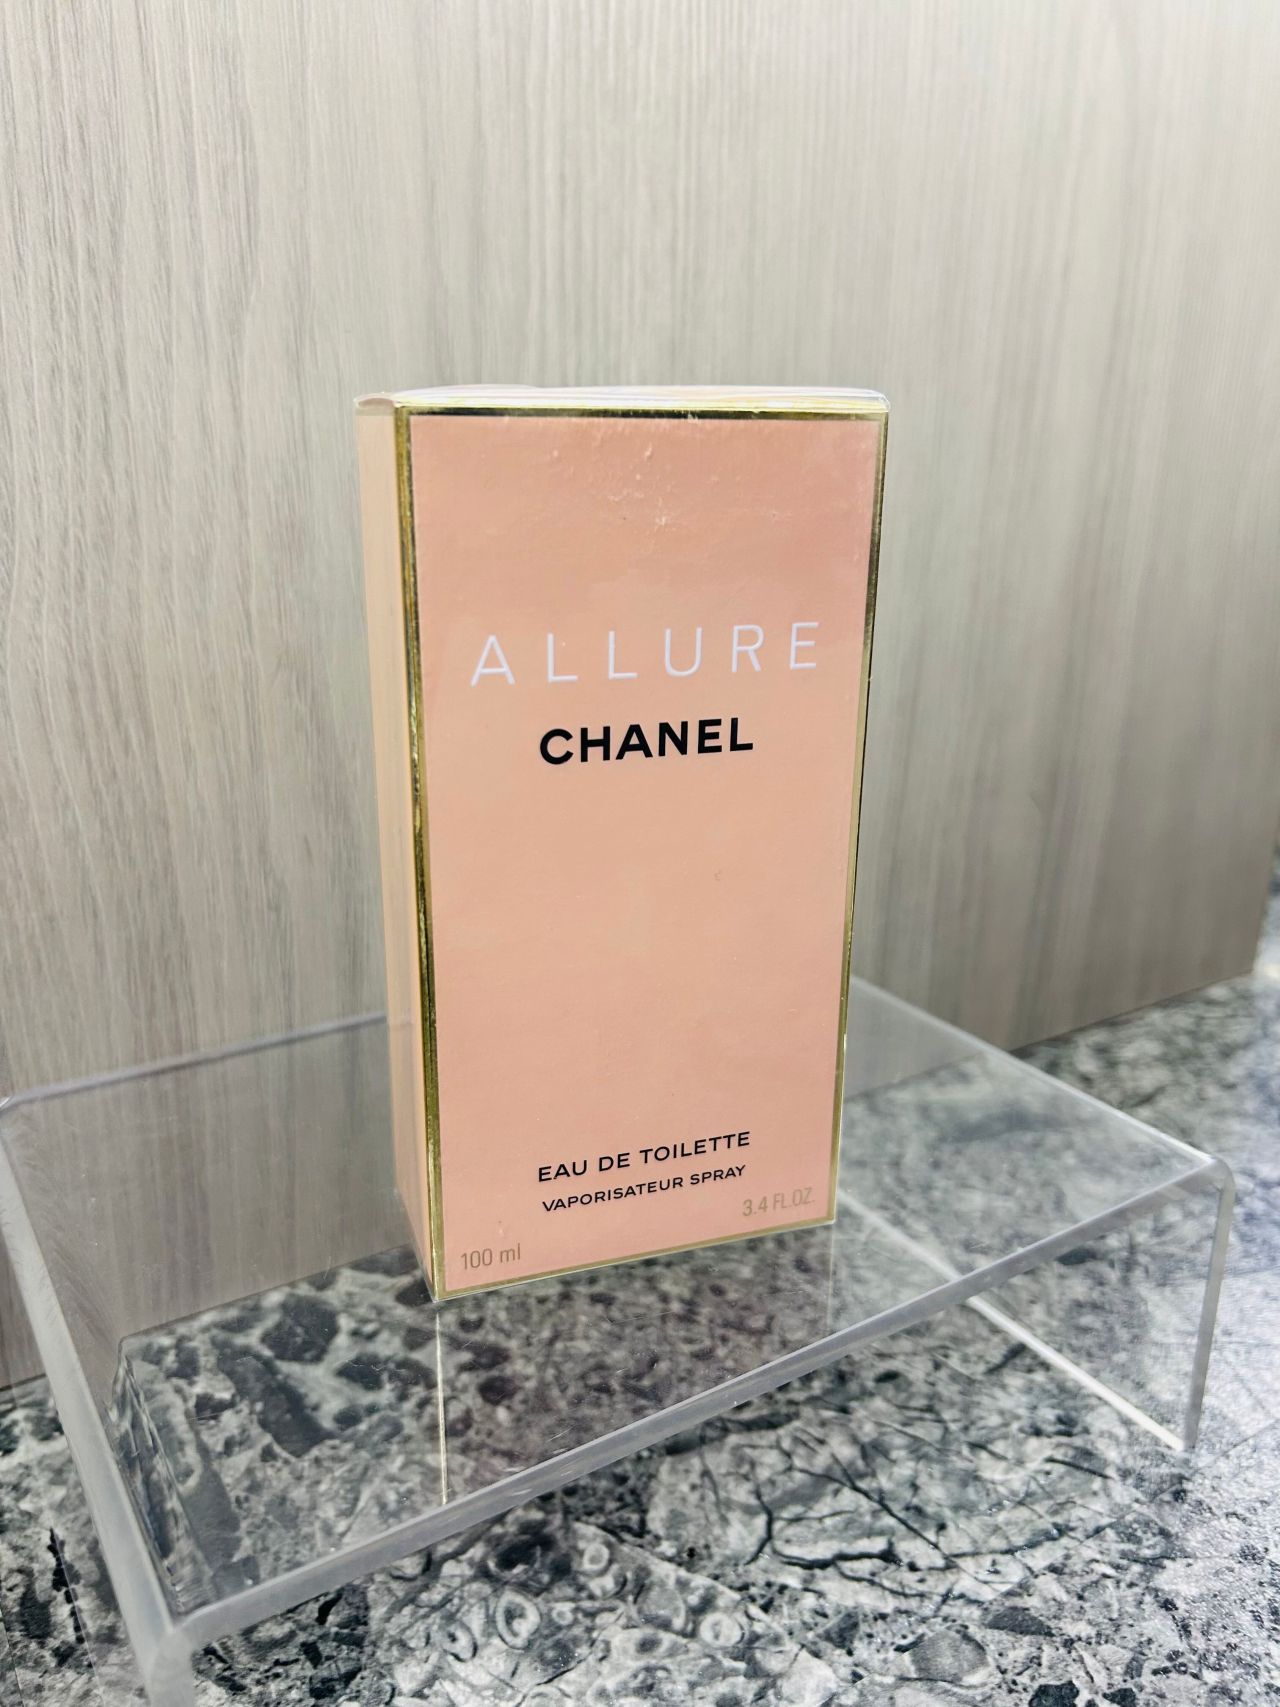 ALLURE
CHANEL
EAU DE TOILETTE
VAPORISATEUR SPRAY
100 ml
3.4 FL.OZ.